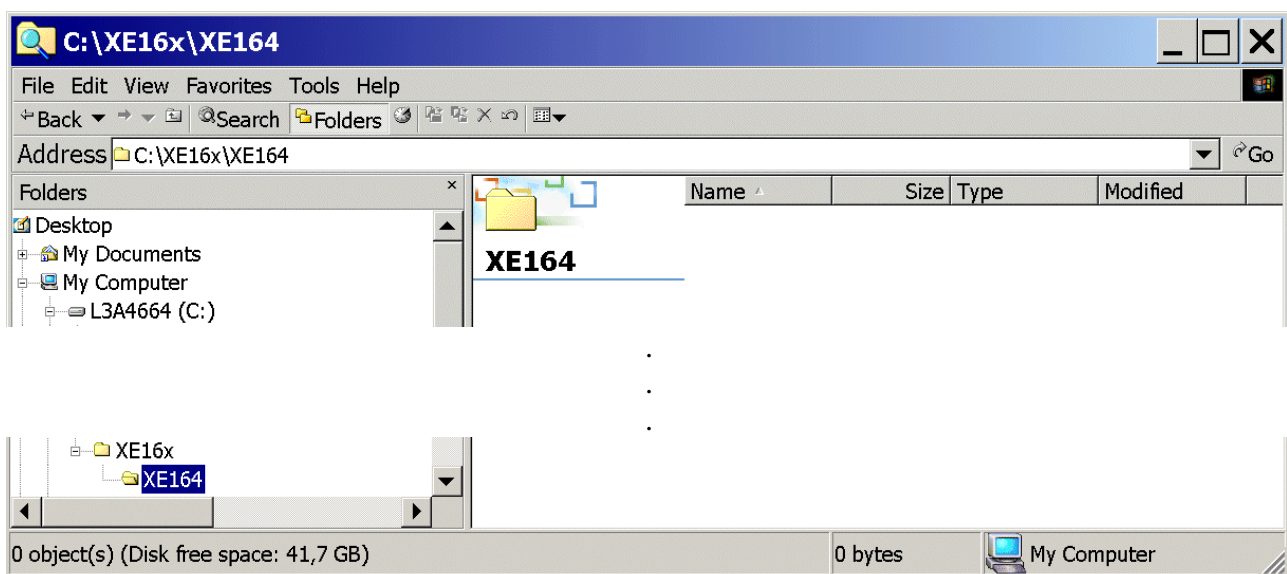 C:\XE16x\XE164
File Edit View Favorites Tools Help
Back Search Folders
Address C:\XE16x\XE164 Go
Folders × Name Size Type Modified
Desktop
My Documents
XE164
My Computer
L3A4664 (C:)
.
.
.
XE16x
XE164
0 object(s) (Disk free space: 41,7 GB) 0 bytes My Computer